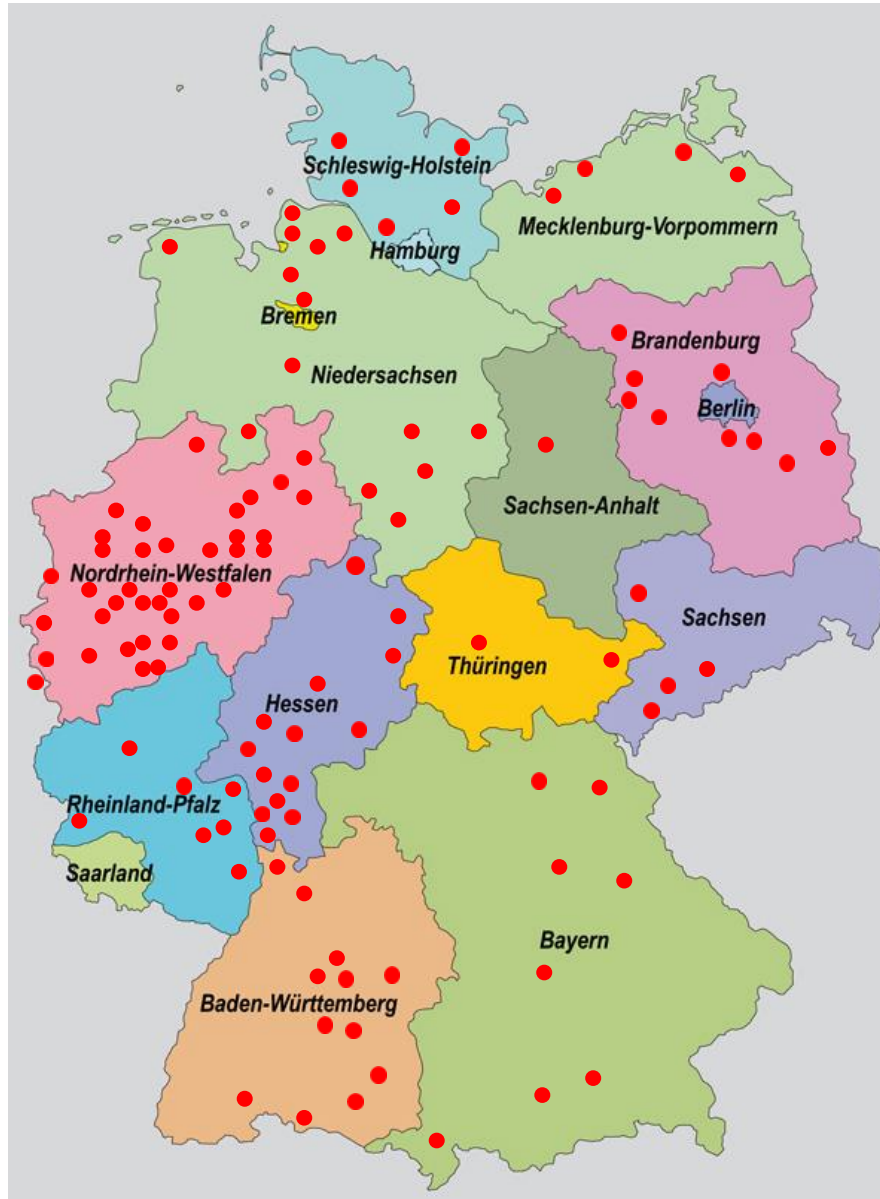 Schleswig-Holstein
Mecklenburg-Vorpommern
Hamburg
Bremen
Brandenburg
Niedersachsen
Berlin
Sachsen-Anhalt
Nordrhein-Westfalen
Sachsen
Thüringen
Hessen
Rheinland-Pfalz
Saarland
Bayern
Baden-Württemberg